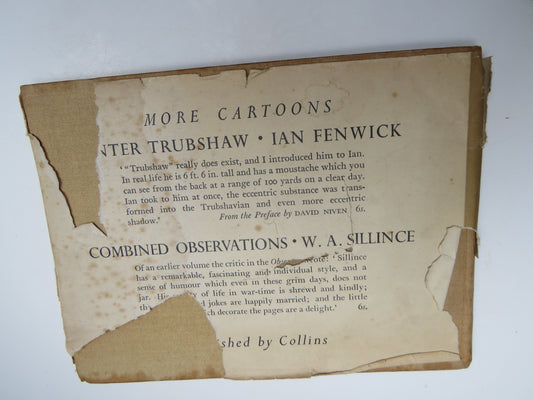 MORE CARTOONS
NTER TRUBSHAW · IAN FENWICK
'"Trubshaw" really does exist, and I introduced him to Ian.
In real life he is 6 ft. 6 in. tall and has a moustache which you
can see from the back at a range of 100 yards on a clear day.
Ian took to him at once, the eccentric substance was trans-
formed into the Trubshavian and even more eccentric
shadow.' From the Preface by DAVID NIVEN 6s.
COMBINED OBSERVATIONS · W. A. SILLINCE
Of an earlier volume the critic in the Observer wrote: 'Sillince
has a remarkable, fascinating and individual style, and a
sense of humour which even in these grim days, does not
jar. His of life in war-time is shrewd and kindly;
jokes are happily married; and the little
ch decorate the pages are a delight.' 6s.
shed by Collins